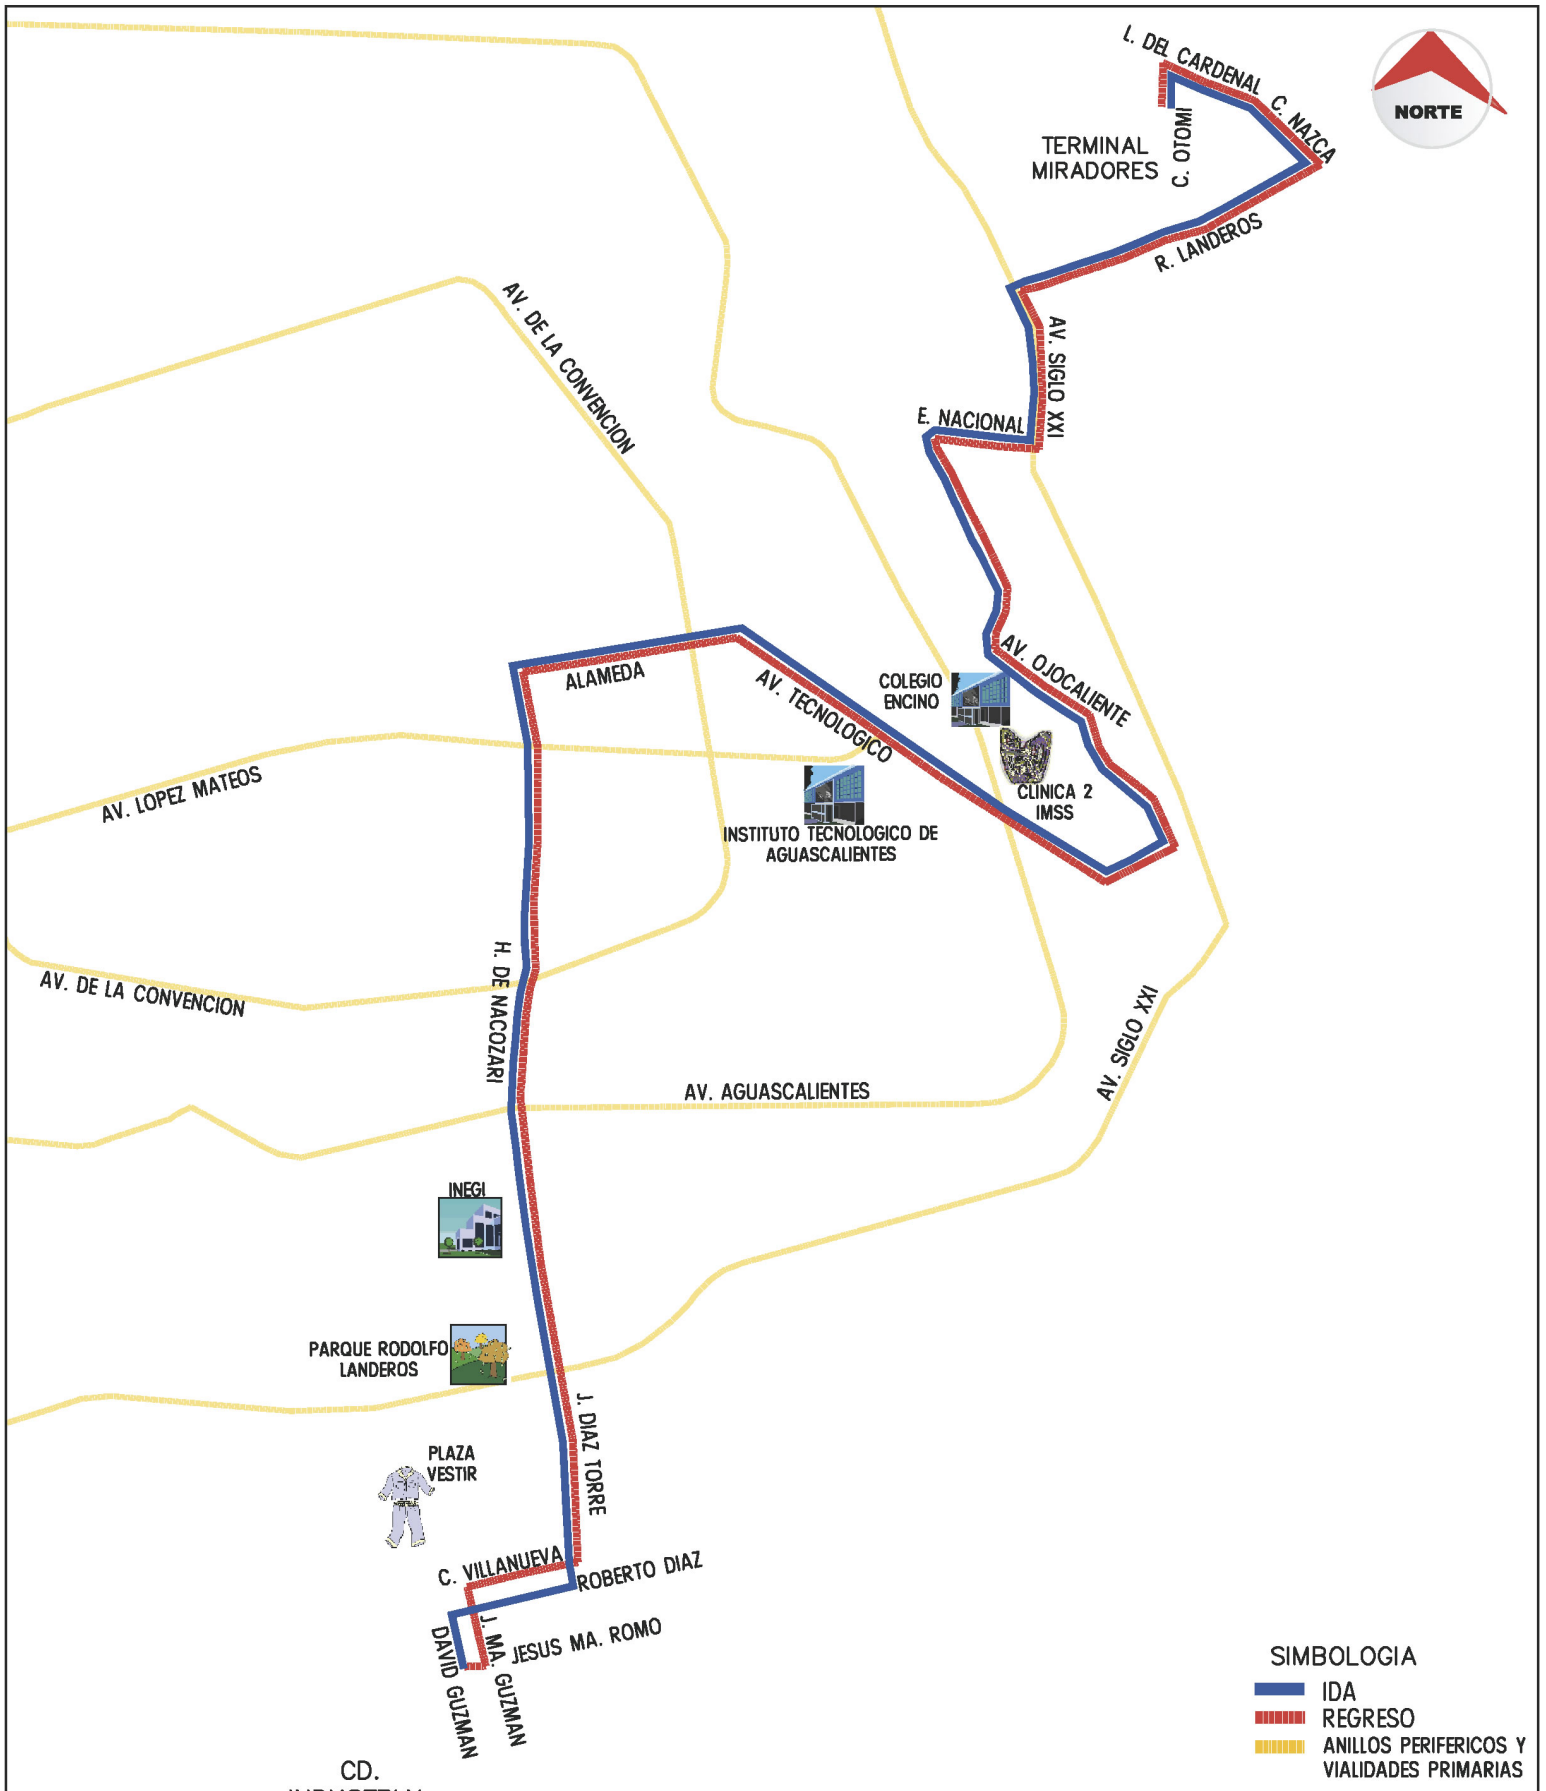 L. DEL CARDENAL
C. NAZCA
NORTE
TERMINAL
MIRADORES
C. OTOMI
R. LANDEROS
AV. DE LA CONVENCION
AV. SIGLO XXI
E. NACIONAL
ALAMEDA
AV. TECNOLOGICO
COLEGIO
ENCINO
AV. OJOCALIENTE
AV. LOPEZ MATEOS
CLINICA 2
IMSS
INSTITUTO TECNOLOGICO DE
AGUASCALIENTES
AV. DE LA CONVENCION
H. DE NACOZARI
AV. SIGLO XXI
AV. AGUASCALIENTES
INEGI
PARQUE RODOLFO
LANDEROS
J. DIAZ TORRE
PLAZA
VESTIR
C. VILLANUEVA
ROBERTO DIAZ
DAVID GUZMAN
J. MA. GUZMAN
JESUS MA. ROMO
SIMBOLOGIA
IDA
REGRESO
ANILLOS PERIFERICOS Y
VIALIDADES PRIMARIAS
CD.